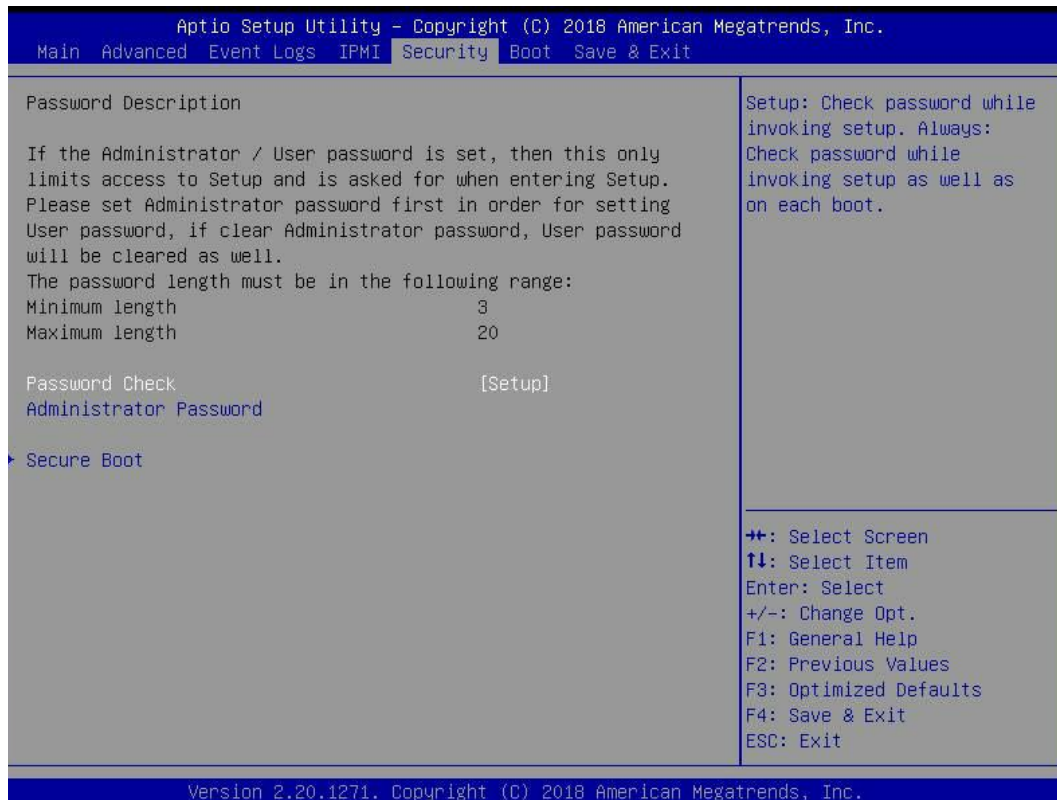 Aptio Setup Utility – Copyright (C) 2018 American Megatrends, Inc.
Main Advanced Event Logs IPMI Security Boot Save & Exit
Password Description
If the Administrator / User password is set, then this only
limits access to Setup and is asked for when entering Setup.
Please set Administrator password first in order for setting
User password, if clear Administrator password, User password
will be cleared as well.
The password length must be in the following range:
Minimum length 3
Maximum length 20
Password Check [Setup]
Administrator Password
Secure Boot
Setup: Check password while
invoking setup. Always:
Check password while
invoking setup as well as
on each boot.
→←: Select Screen
↑↓: Select Item
Enter: Select
+/-: Change Opt.
F1: General Help
F2: Previous Values
F3: Optimized Defaults
F4: Save & Exit
ESC: Exit
Version 2.20.1271. Copyright (C) 2018 American Megatrends, Inc.